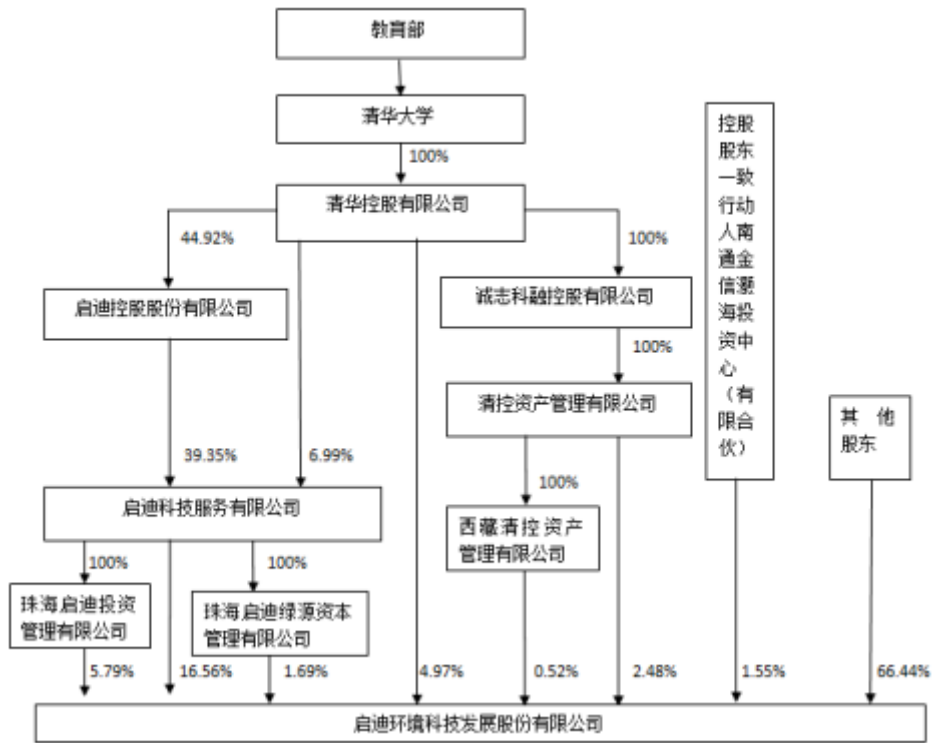 教育部
清华大学
100%
清华控股有限公司
44.92%
100%
启迪控股股份有限公司
诚志科融控股有限公司
100%
清控资产管理有限公司
控股
股东
一致
行动
人南
通金
信灏
海投
资中
心
（有
限合
伙）
其他
股东
39.35%
6.99%
启迪科技服务有限公司
100%
西藏清控资产
管理有限公司
100%
100%
珠海启迪投资
管理有限公司
珠海启迪绿源资本
管理有限公司
5.79%
16.56%
1.69%
4.97%
0.52%
2.48%
1.55%
66.44%
启迪环境科技发展股份有限公司